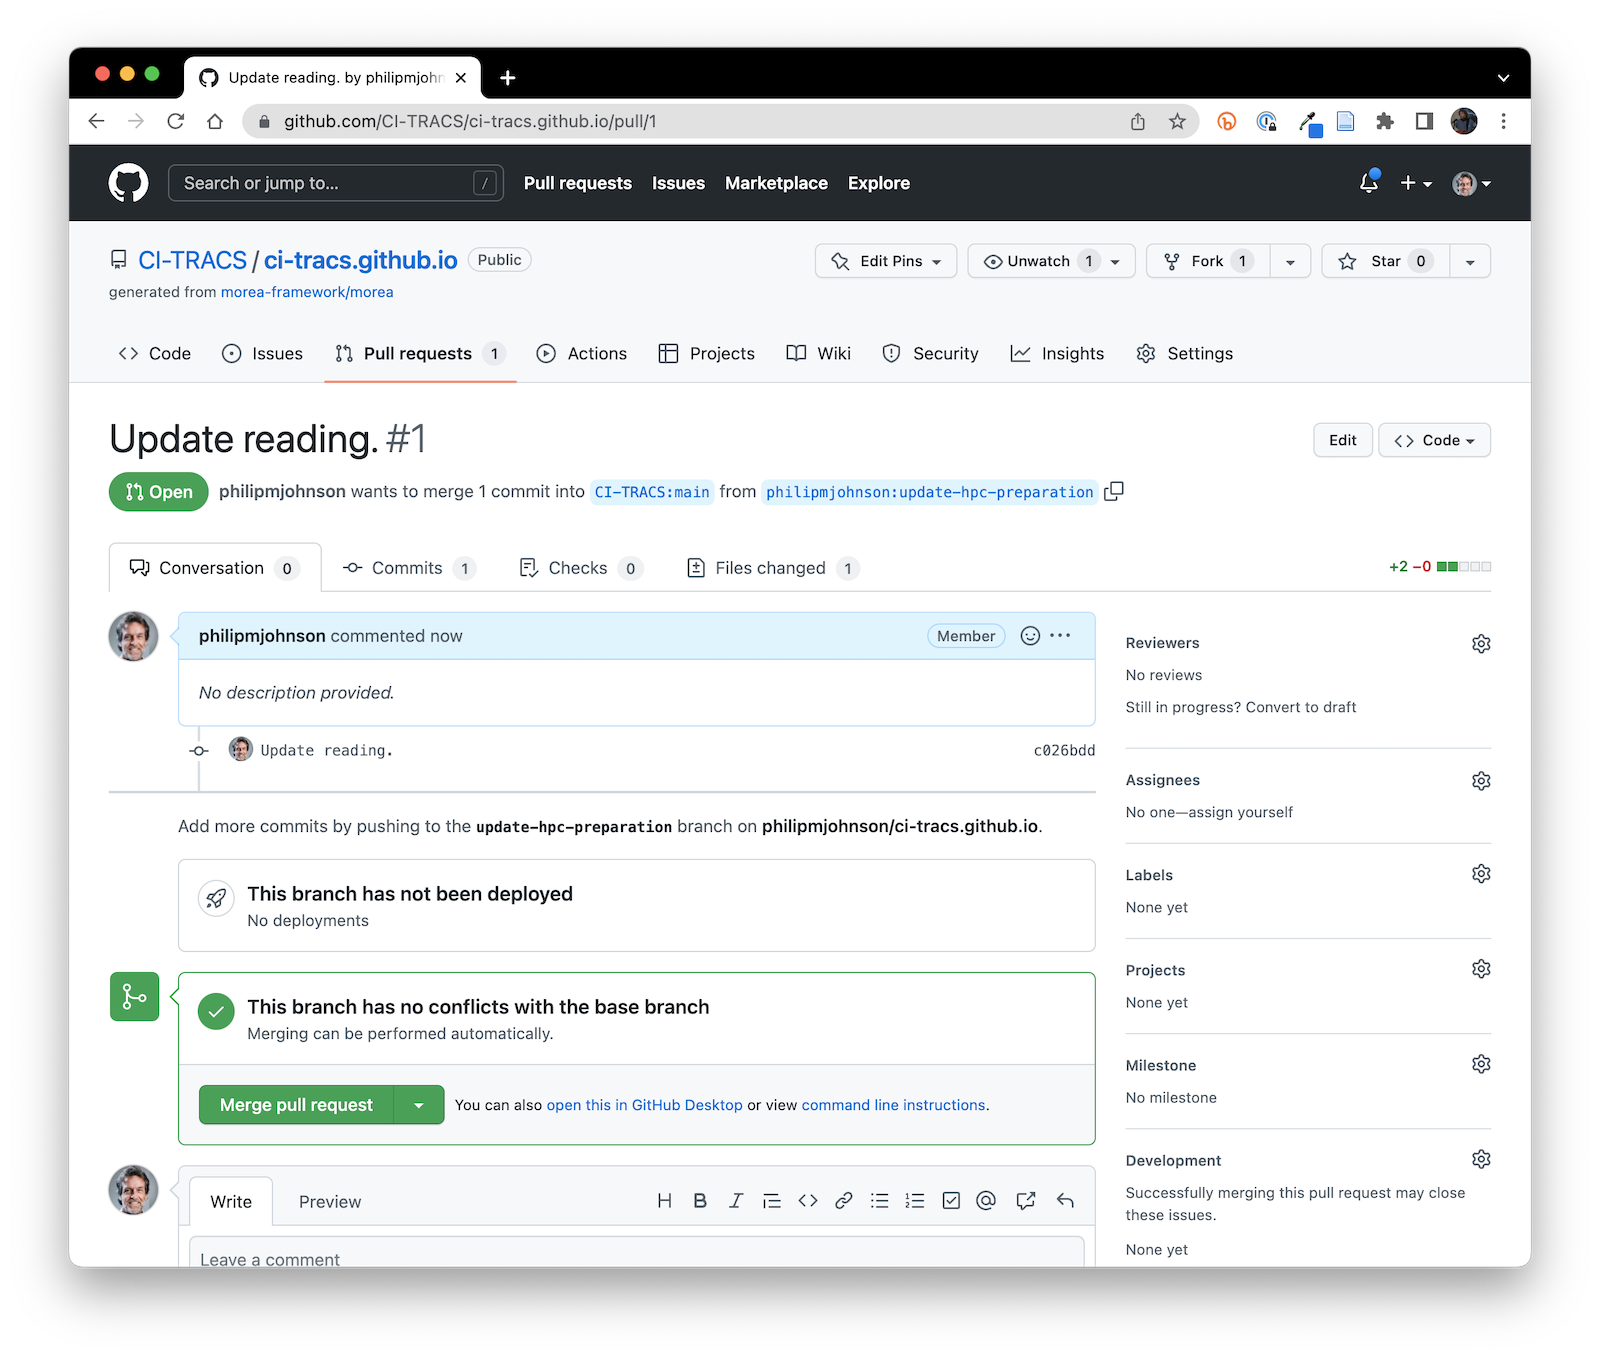 Update reading. by philipmjohn
github.com/CI-TRACS/ci-tracs.github.io/pull/1
Search or jump to... / Pull requests Issues Marketplace Explore
CI-TRACS / ci-tracs.github.io Public Edit Pins Unwatch 1 Fork 1 Star 0
generated from morea-framework/morea
Code Issues Pull requests 1 Actions Projects Wiki Security Insights Settings
Update reading. #1 Edit Code
Open philipmjohnson wants to merge 1 commit into CI-TRACS:main from philipmjohnson:update-hpc-preparation
Conversation 0 Commits 1 Checks 0 Files changed 1 +2 −0
philipmjohnson commented now Member
No description provided.
Update reading. c026bdd
Add more commits by pushing to the update-hpc-preparation branch on philipmjohnson/ci-tracs.github.io.
This branch has not been deployed
No deployments
This branch has no conflicts with the base branch
Merging can be performed automatically.
Merge pull request You can also open this in GitHub Desktop or view command line instructions.
Write Preview
Leave a comment
Reviewers
No reviews
Still in progress? Convert to draft
Assignees
No one—assign yourself
Labels
None yet
Projects
None yet
Milestone
No milestone
Development
Successfully merging this pull request may close
these issues.
None yet